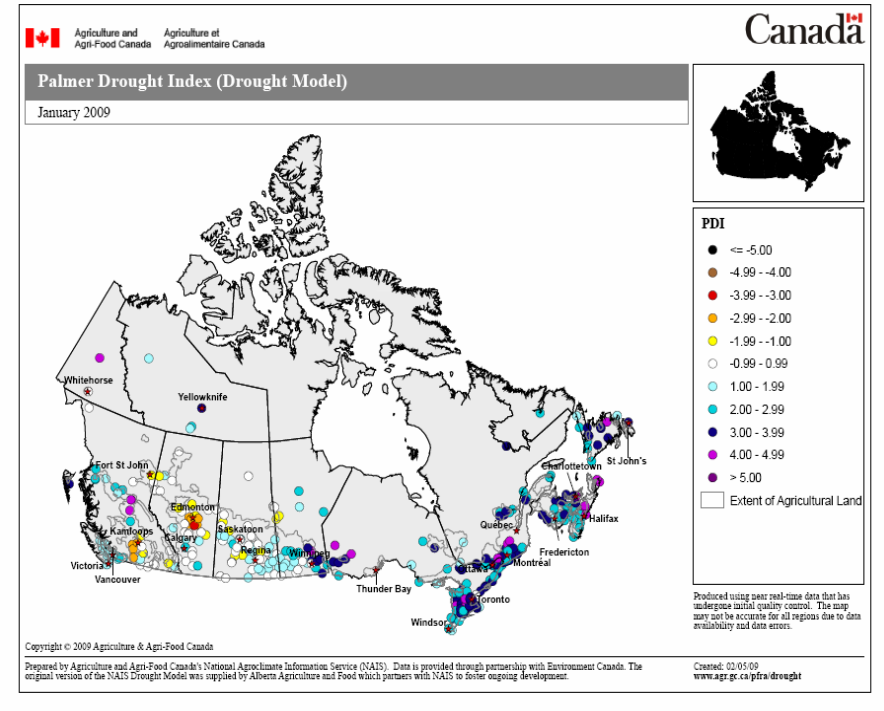 Agriculture and
Agri-Food Canada
Agriculture et
Agroalimentaire Canada
Canada
Palmer Drought Index (Drought Model)
January 2009
PDI
<= -5.00
-4.99 - -4.00
-3.99 - -3.00
-2.99 - -2.00
-1.99 - -1.00
-0.99 - 0.99
1.00 - 1.99
2.00 - 2.99
3.00 - 3.99
4.00 - 4.99
> 5.00
Extent of Agricultural Land
Whitehorse
Yellowknife
Fort St John
Edmonton
Kamloops
Calgary
Saskatoon
Regina
Winnipeg
Victoria
Vancouver
Thunder Bay
Windsor
Toronto
Ottawa
Montréal
Quebec
Fredericton
Halifax
Charlottetown
St John's
Produced using near real-time data that has
undergone initial quality control. The map
may not be accurate for all regions due to data
availability and data errors.
Copyright © 2009 Agriculture & Agri-Food Canada
Prepared by Agriculture and Agri-Food Canada's National Agroclimate Information Service (NAIS). Data is provided through partnership with Environment Canada. The
original version of the NAIS Drought Model was supplied by Alberta Agriculture and Food which partners with NAIS to foster ongoing development.
Created: 02/05/09
www.agr.gc.ca/pfra/drought